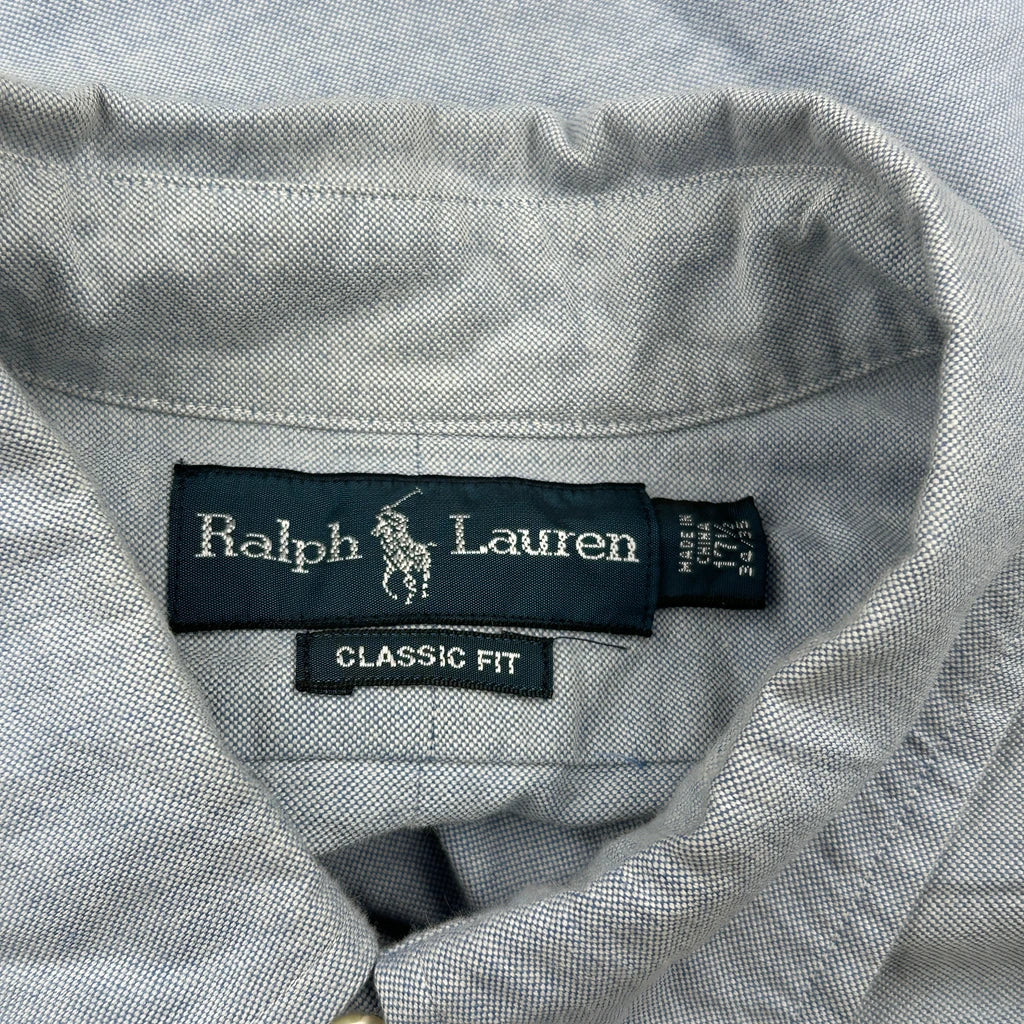 Ralph Lauren
MADE IN
CHINA
17½
34/35
CLASSIC FIT